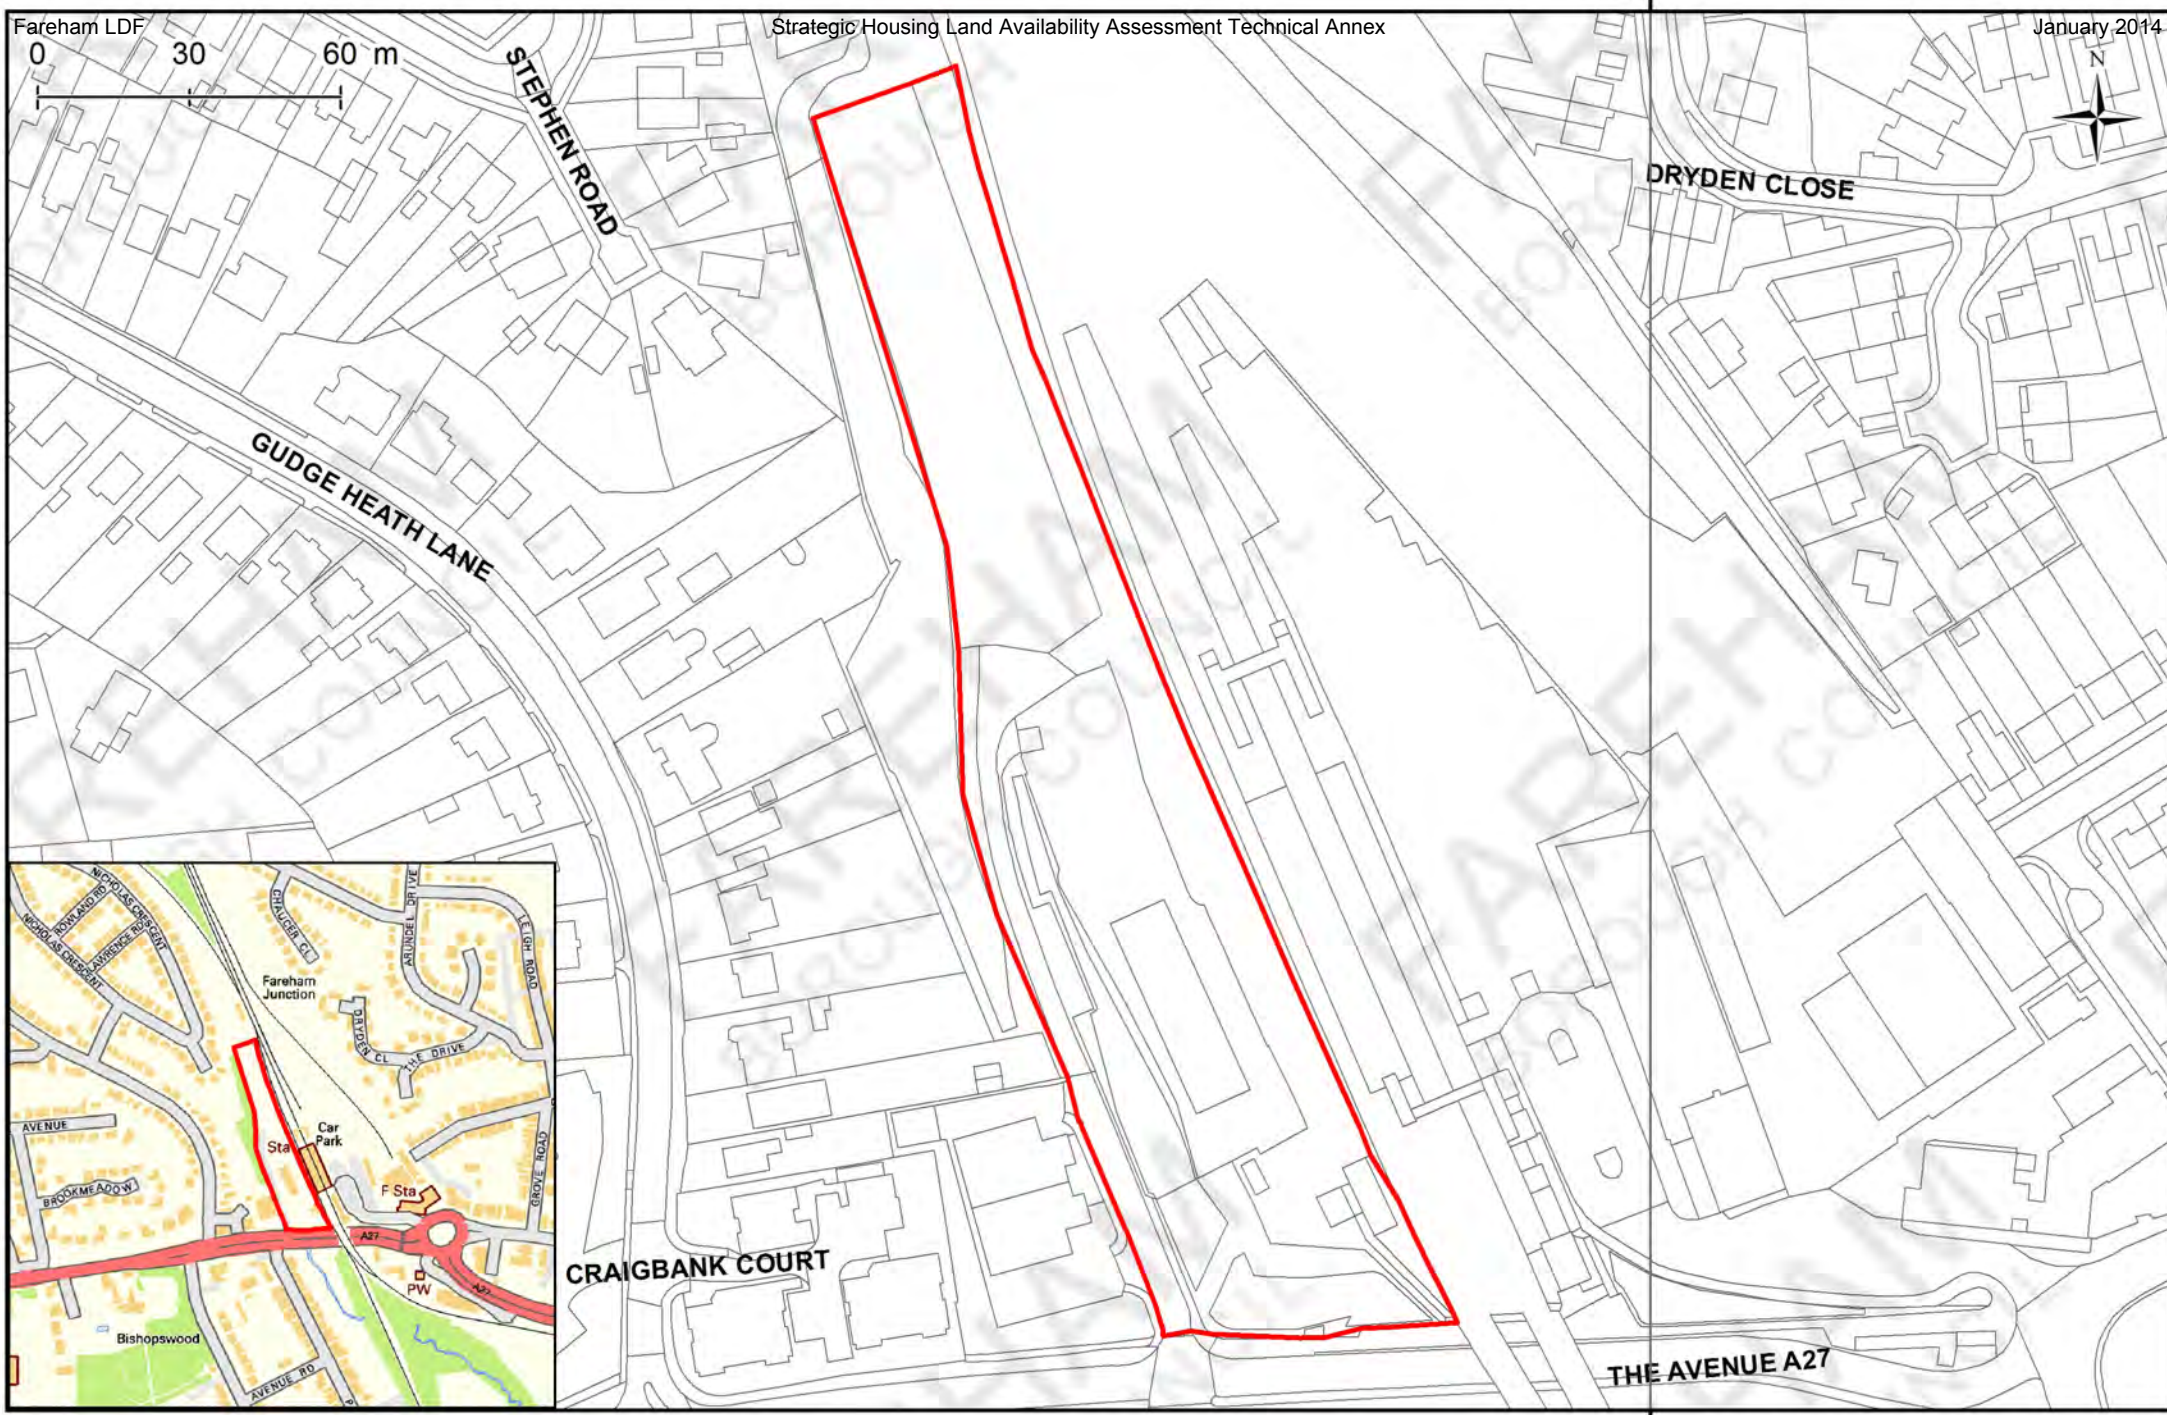 Fareham LDF
Strategic Housing Land Availability Assessment Technical Annex
January 2014
0 30 60 m
N
STEPHEN ROAD
DRYDEN CLOSE
GUDGE HEATH LANE
CRAIGBANK COURT
THE AVENUE A27
FAREHAM
BOROUGH
COUNCIL
NICHOLAS CRESCENT
ROWLAND RD
LAWRENCE RD
NICHOLAS CRESCENT
CHAUCER CL
ARUNDEL DRIVE
LEIGH ROAD
Fareham
Junction
DRYDEN CL
THE DRIVE
AVENUE
Car
Park
Sta
BROOKMEADOW
F Sta
GROVE ROAD
A27
PW
A27
Bishopswood
AVENUE RD